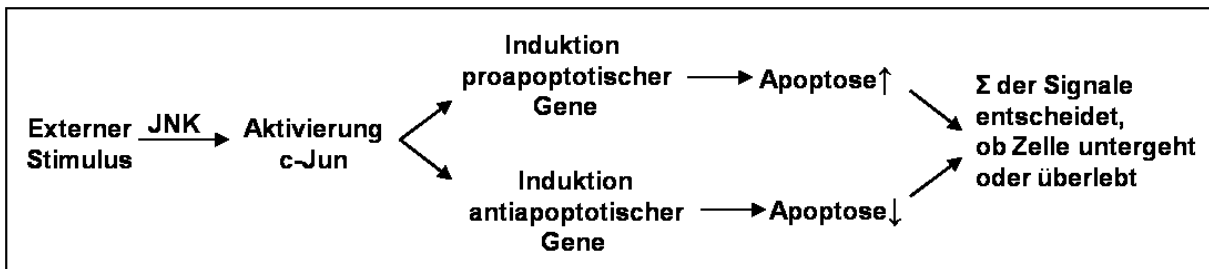 Externer
Stimulus
JNK
Aktivierung
c-Jun
Induktion
proapoptotischer
Gene
Apoptose↑
Induktion
antiapoptotischer
Gene
Apoptose↓
Σ der Signale
entscheidet,
ob Zelle untergeht
oder überlebt